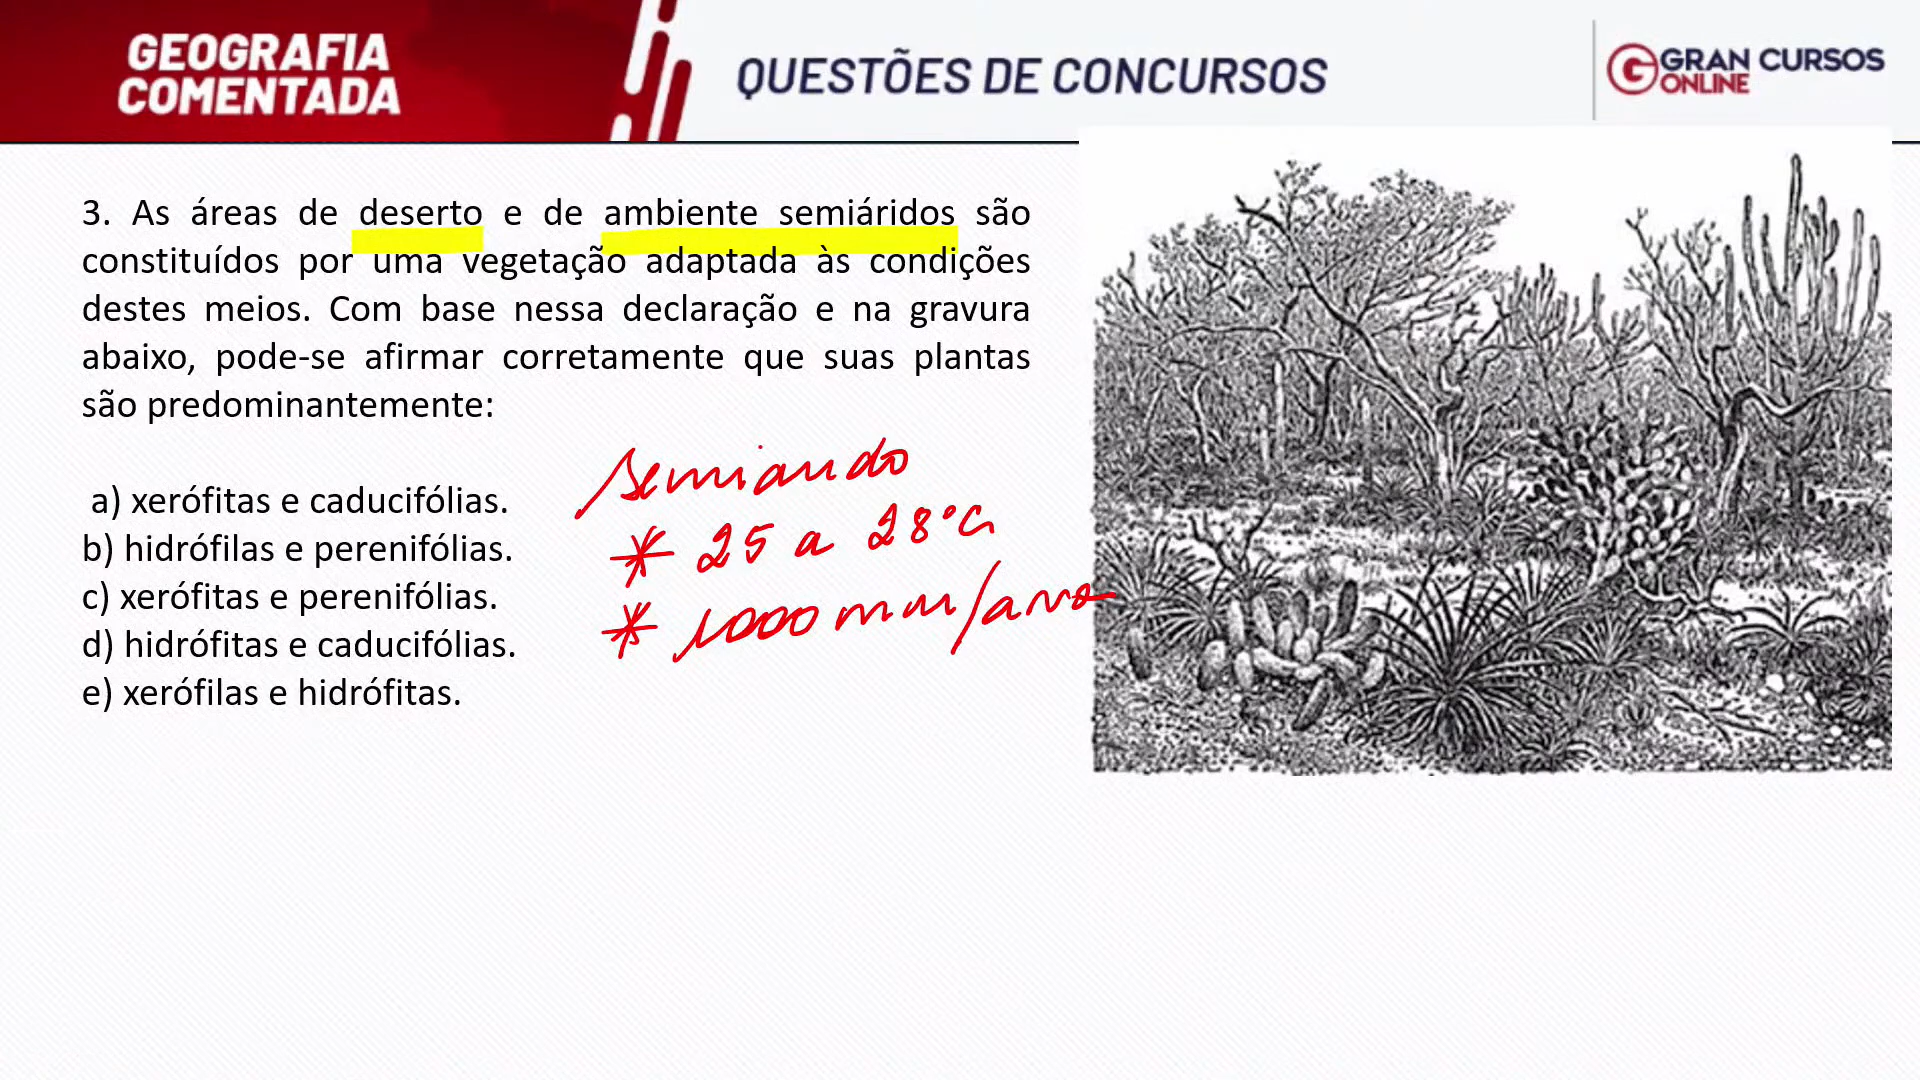 GEOGRAFIA
COMENTADA
QUESTÕES DE CONCURSOS
GRAN CURSOS
ONLINE
3. As áreas de deserto e de ambiente semiáridos são
constituídos por uma vegetação adaptada às condições
destes meios. Com base nessa declaração e na gravura
abaixo, pode-se afirmar corretamente que suas plantas
são predominantemente:
a) xerófitas e caducifólias.
b) hidrófilas e perenifólias.
c) xerófitas e perenifólias.
d) hidrófitas e caducifólias.
e) xerófilas e hidrófitas.
semiarido
* 25 a 28°C
* 1000 mm/ano